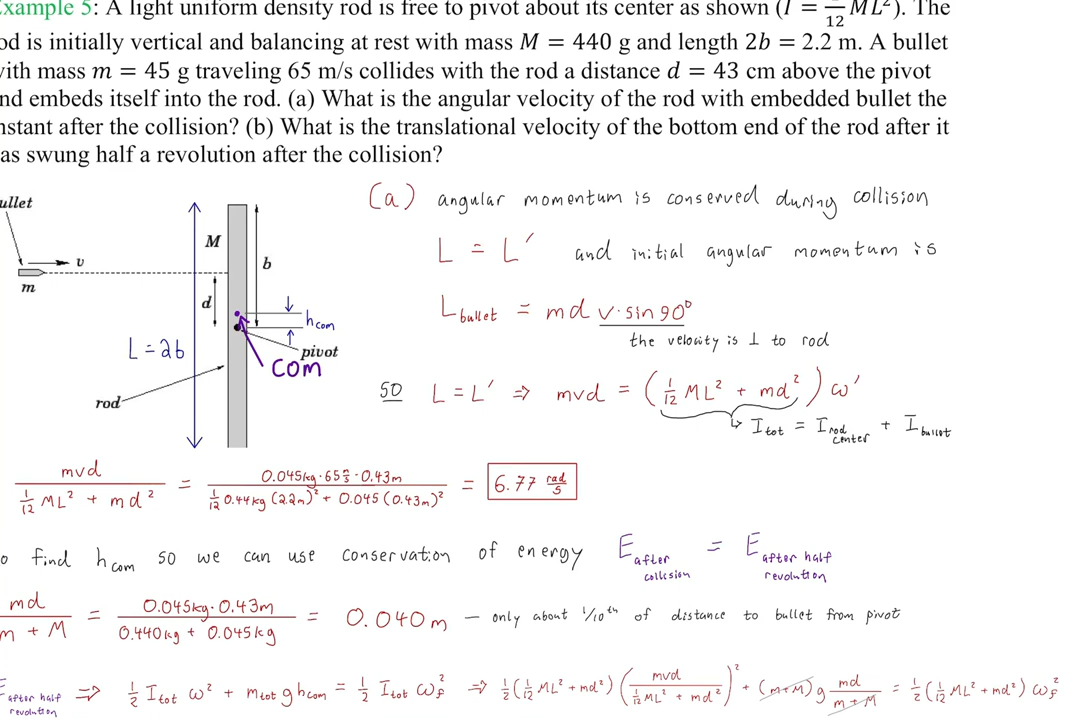 xample 5: A light uniform density rod is free to pivot about its center as shown (I = —/12 ML²). The
od is initially vertical and balancing at rest with mass M = 440 g and length 2b = 2.2 m. A bullet
with mass m = 45 g traveling 65 m/s collides with the rod a distance d = 43 cm above the pivot
nd embeds itself into the rod. (a) What is the angular velocity of the rod with embedded bullet the
nstant after the collision? (b) What is the translational velocity of the bottom end of the rod after it
as swung half a revolution after the collision?
(a) angular momentum is conserved during collision
ullet
M
L = L' and initial angular momentum is
v
b
m
d
L bullet = md v·sin 90°
h com
the velocity is ⊥ to rod
L = 2b
pivot
COM
so L = L' ⇒ mvd = (1/12 ML² + md²) ω'
rod
↳ I tot = I rod center + I bullet
mvd / (1/12 ML² + md²) = 0.045kg·65 m/s·0.43m / (1/12 0.44kg (2.2m)² + 0.045 (0.43m)²) = 6.77 rad/s
o find h com so we can use conservation of energy E after collision = E after half revolution
md / (m + M) = 0.045kg·0.43m / (0.440kg + 0.045kg) = 0.040m — only about 1/10th of distance to bullet from pivot
E after half revolution ⇒ 1/2 I tot ω² + m tot g h com = 1/2 I tot ω f² ⇒ 1/2 (1/12 ML² + md²) (mvd / (1/12 ML² + md²))² + (m+M) g md / (m + M) = 1/2 (1/12 ML² + md²) ω f²